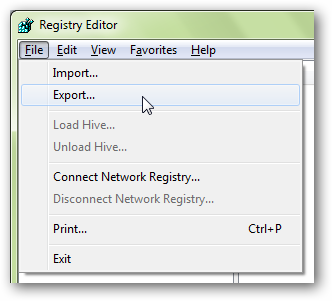 Registry Editor
File Edit View Favorites Help
Import...
Export...
Load Hive...
Unload Hive...
Connect Network Registry...
Disconnect Network Registry...
Print... Ctrl+P
Exit